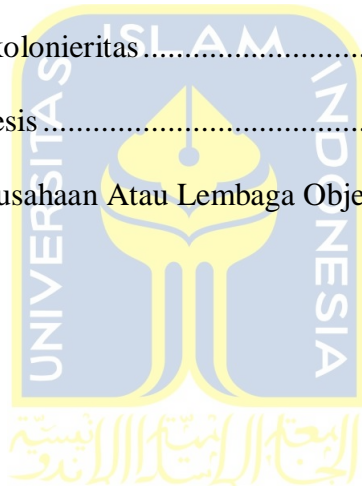 kolonieritas.......................
esis.....................................
usahaan Atau Lembaga Obje
UNIVERSITAS ISLAM INDONESIA